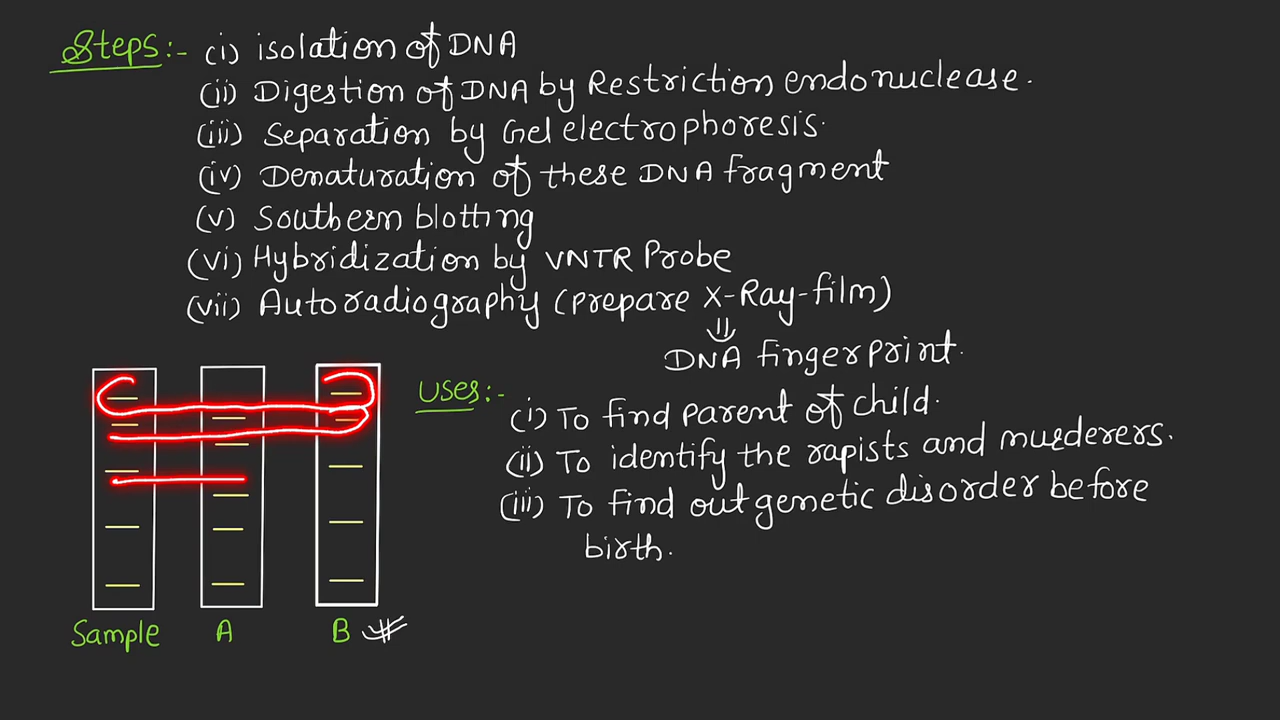 Steps:- (i) isolation of DNA
(ii) Digestion of DNA by Restriction endonuclease.
(iii) Separation by Gel electrophoresis.
(iv) Denaturation of these DNA fragment
(v) Southern blotting
(vi) Hybridization by VNTR Probe
(vii) Autoradiography (prepare X-Ray-film)
DNA fingerprint.
Uses:-
(i) To find parent of child.
(ii) To identify the rapists and murderers.
(iii) To find out genetic disorder before
birth.
Sample A B